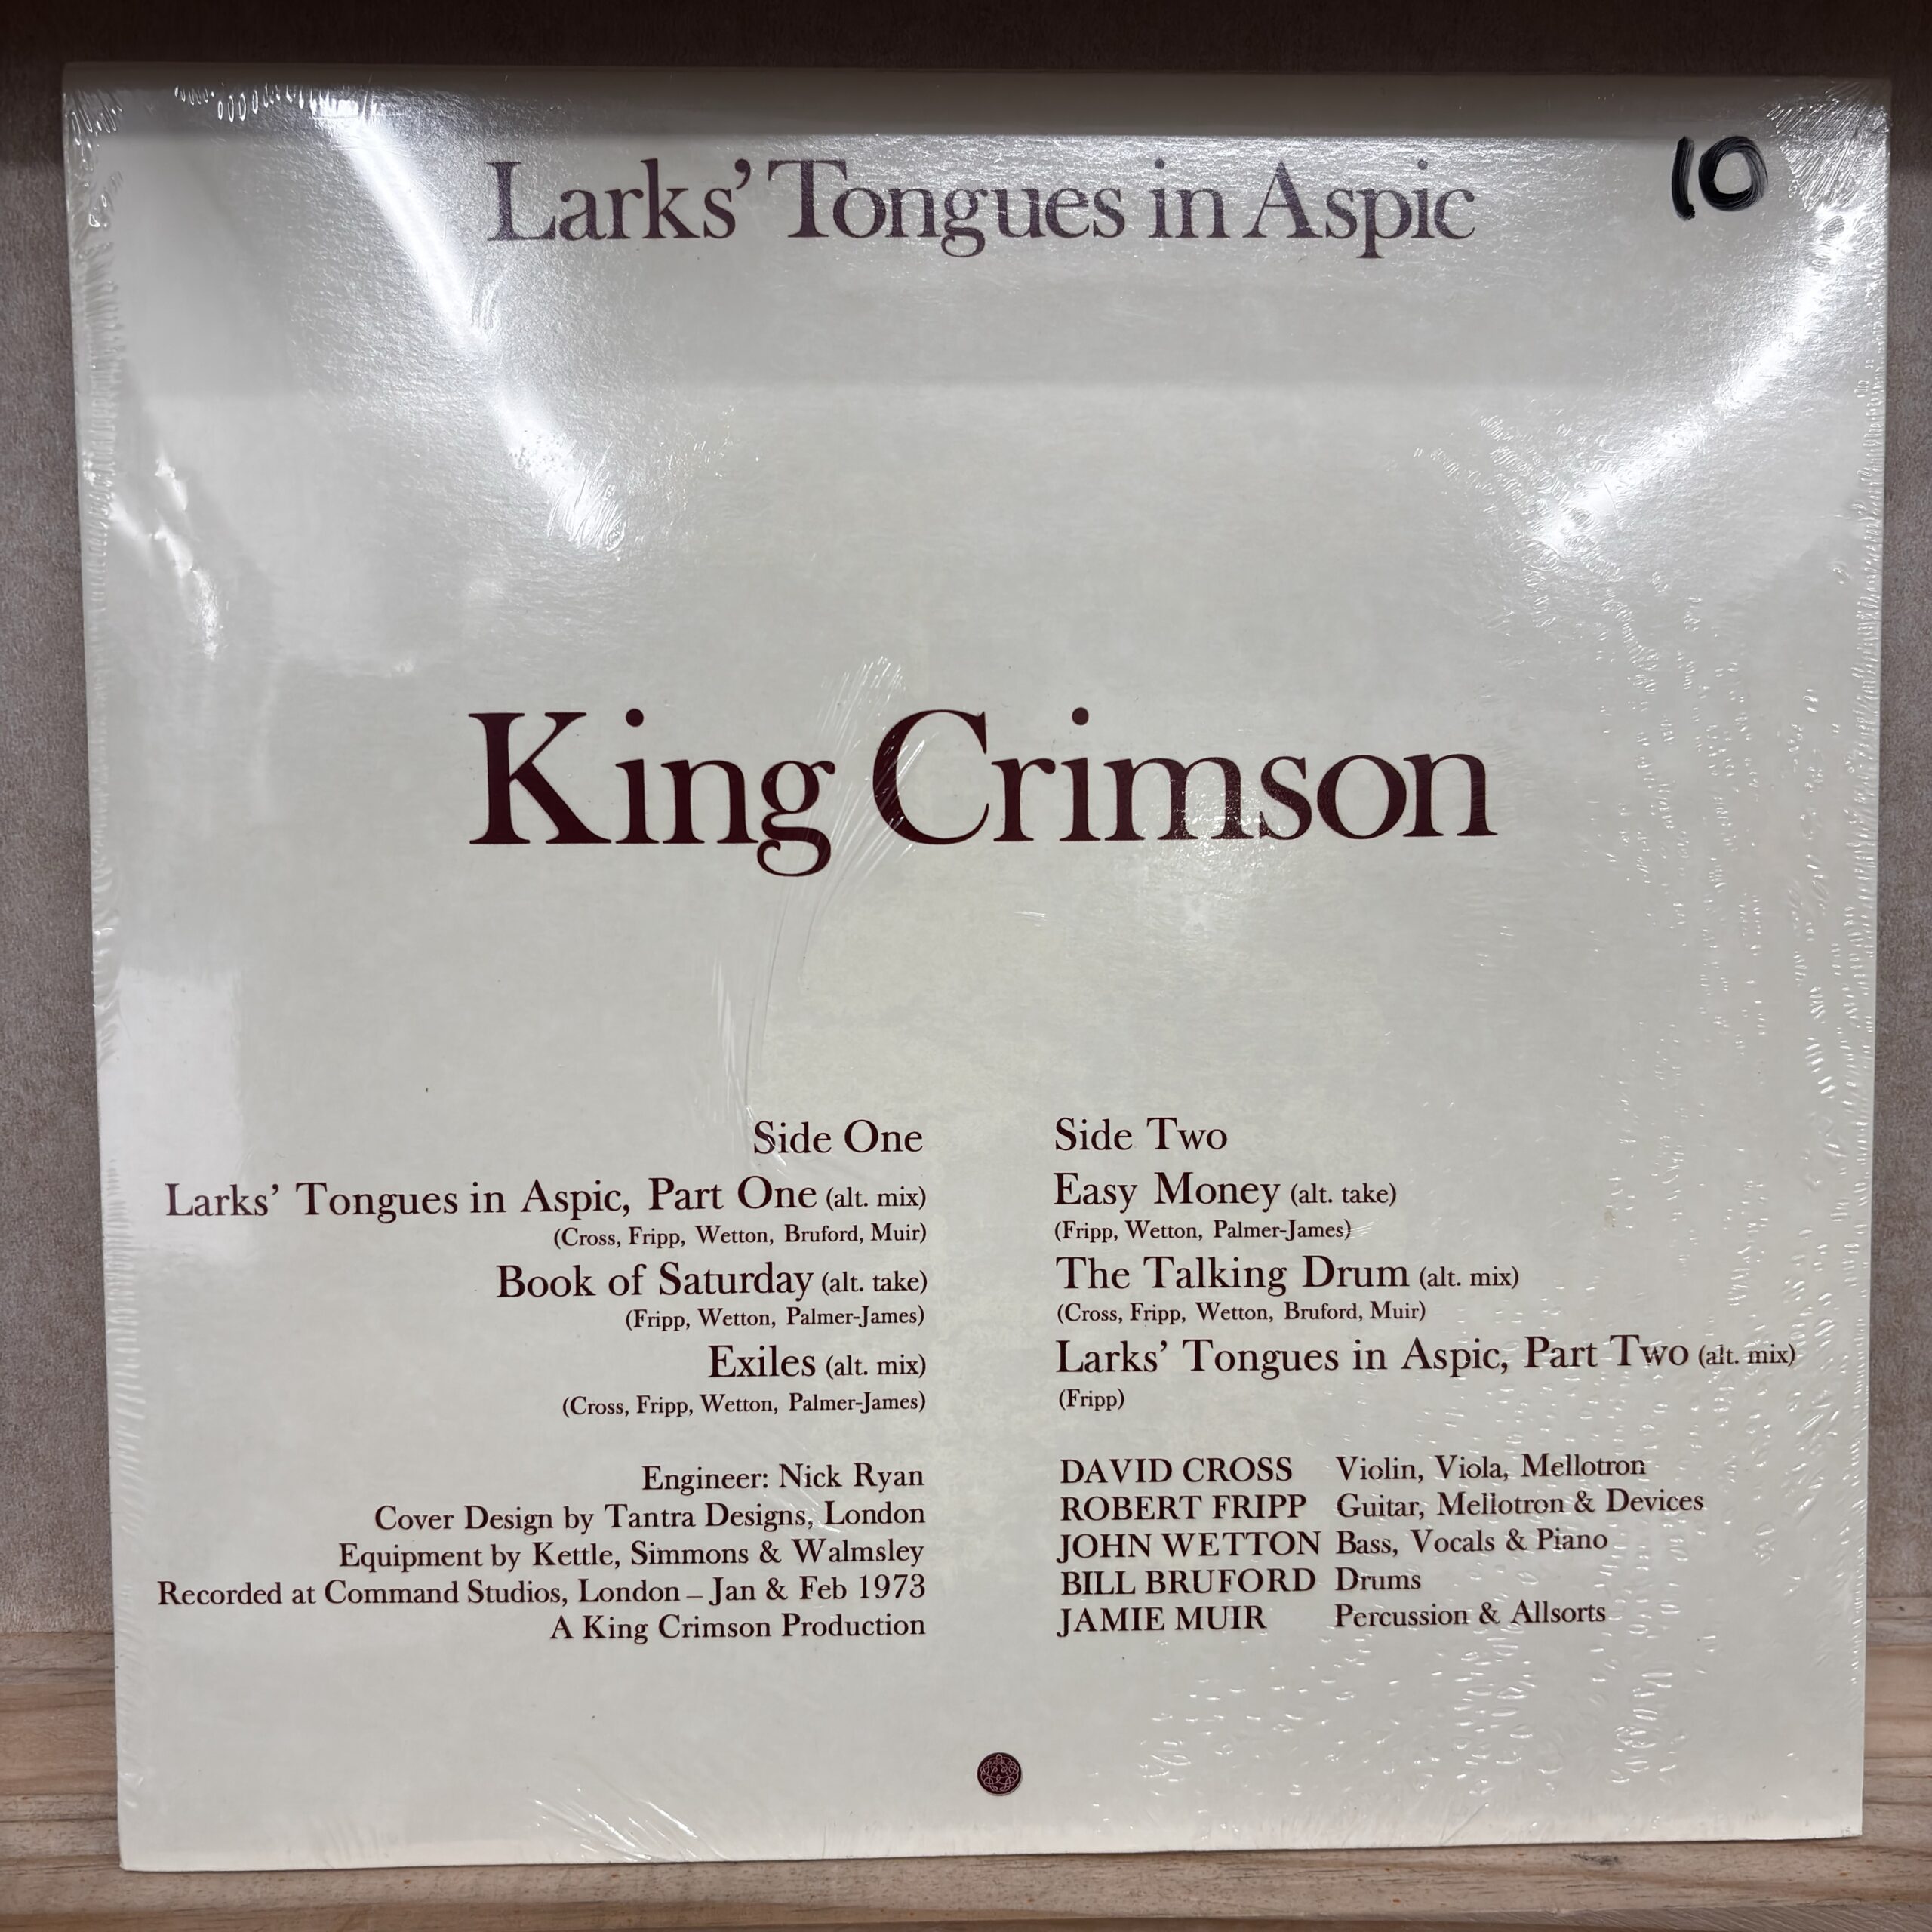 Larks' Tongues in Aspic
10
King Crimson
Side One
Larks' Tongues in Aspic, Part One (alt. mix)
(Cross, Fripp, Wetton, Bruford, Muir)
Book of Saturday (alt. take)
(Fripp, Wetton, Palmer-James)
Exiles (alt. mix)
(Cross, Fripp, Wetton, Palmer-James)
Engineer: Nick Ryan
Cover Design by Tantra Designs, London
Equipment by Kettle, Simmons & Walmsley
Recorded at Command Studios, London – Jan & Feb 1973
A King Crimson Production
Side Two
Easy Money (alt. take)
(Fripp, Wetton, Palmer-James)
The Talking Drum (alt. mix)
(Cross, Fripp, Wetton, Bruford, Muir)
Larks' Tongues in Aspic, Part Two (alt. mix)
(Fripp)
DAVID CROSS Violin, Viola, Mellotron
ROBERT FRIPP Guitar, Mellotron & Devices
JOHN WETTON Bass, Vocals & Piano
BILL BRUFORD Drums
JAMIE MUIR Percussion & Allsorts